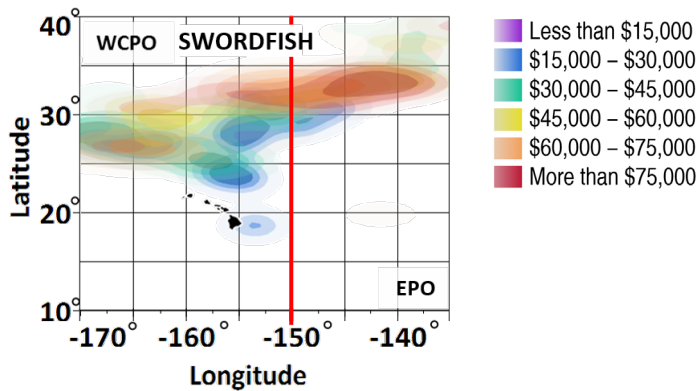 40°
WCPO
SWORDFISH
30°
20°
10°
Latitude
EPO
-170°
-160°
-150°
-140°
Longitude
Less than $15,000
$15,000 – $30,000
$30,000 – $45,000
$45,000 – $60,000
$60,000 – $75,000
More than $75,000